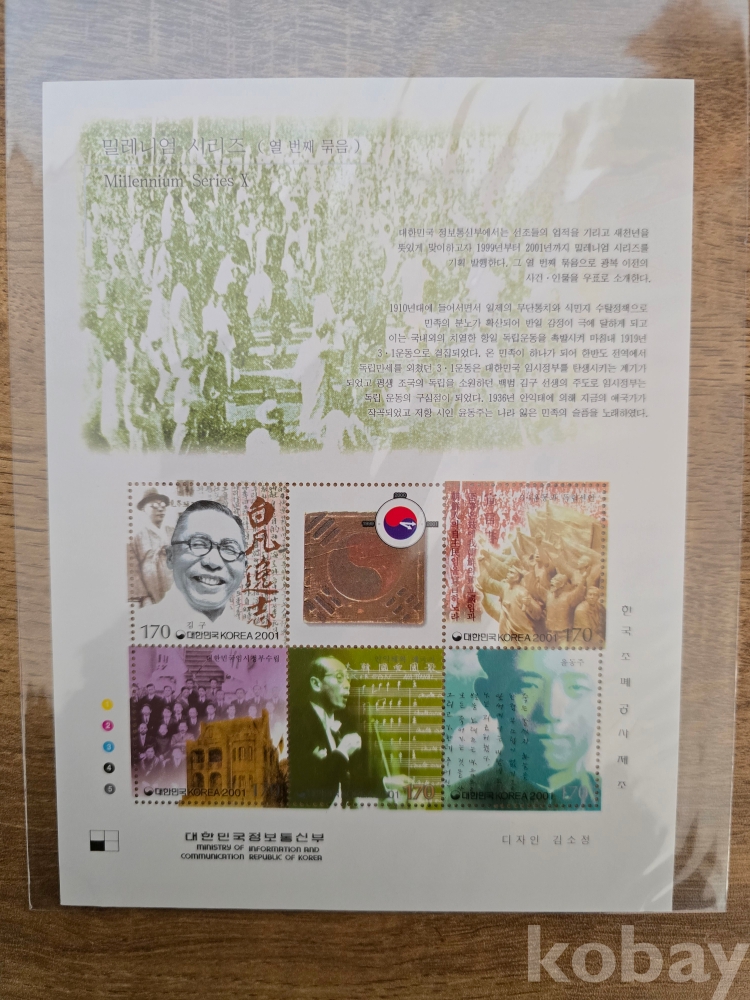 밀레니엄 시리즈 ( 열 번째 묶음 )
Millennium Series X
대한민국 정보통신부에서는 선조들의 업적을 기리고 새천년을
뜻있게 맞이하고자 1999년부터 2001년까지 밀레니엄 시리즈를
기획 발행한다. 그 열 번째 묶음으로 광복 이전의
사건 · 인물을 우표로 소개한다.
1910년대에 들어서면서 일제의 무단통치와 식민지 수탈정책으로
민족의 분노가 확산되어 반일 감정이 극에 달하게 되고
이는 국내외의 치열한 항일 독립운동을 촉발시켜 마침내 1919년
3 · 1운동으로 결집되었다. 온 민족이 하나가 되어 한반도 전역에서
독립만세를 외쳤던 3 · 1운동은 대한민국 임시정부를 탄생시키는 계기가
되었고 평생 조국의 독립을 소원하던 백범 김구 선생의 주도로 임시정부는
독립 운동의 구심점이 되었다. 1936년 안익태에 의해 지금의 애국가가
작곡되었고 저항 시인 윤동주는 나라 잃은 민족의 슬픔을 노래하였다.
白凡逸志
김 구
170 대한민국 KOREA 2001
대한민국 KOREA 2001 170
대한민국임시정부수립
대한민국 KOREA 2001
170
윤동주
대한민국 KOREA 2001 170
한국조폐공사제조
1
2
3
4
5
대한민국정보통신부
MINISTRY OF INFORMATION AND
COMMUNICATION REPUBLIC OF KOREA
디자인 김소정
kobay